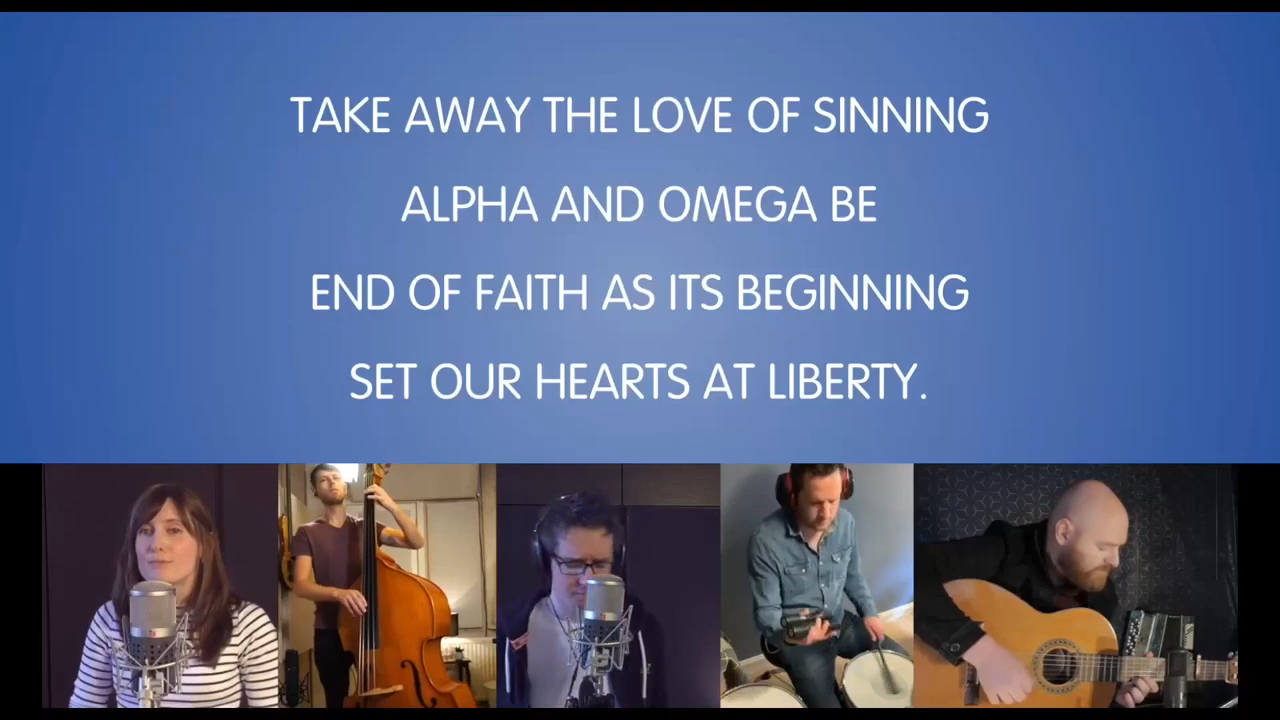 TAKE AWAY THE LOVE OF SINNING
ALPHA AND OMEGA BE
END OF FAITH AS ITS BEGINNING
SET OUR HEARTS AT LIBERTY.